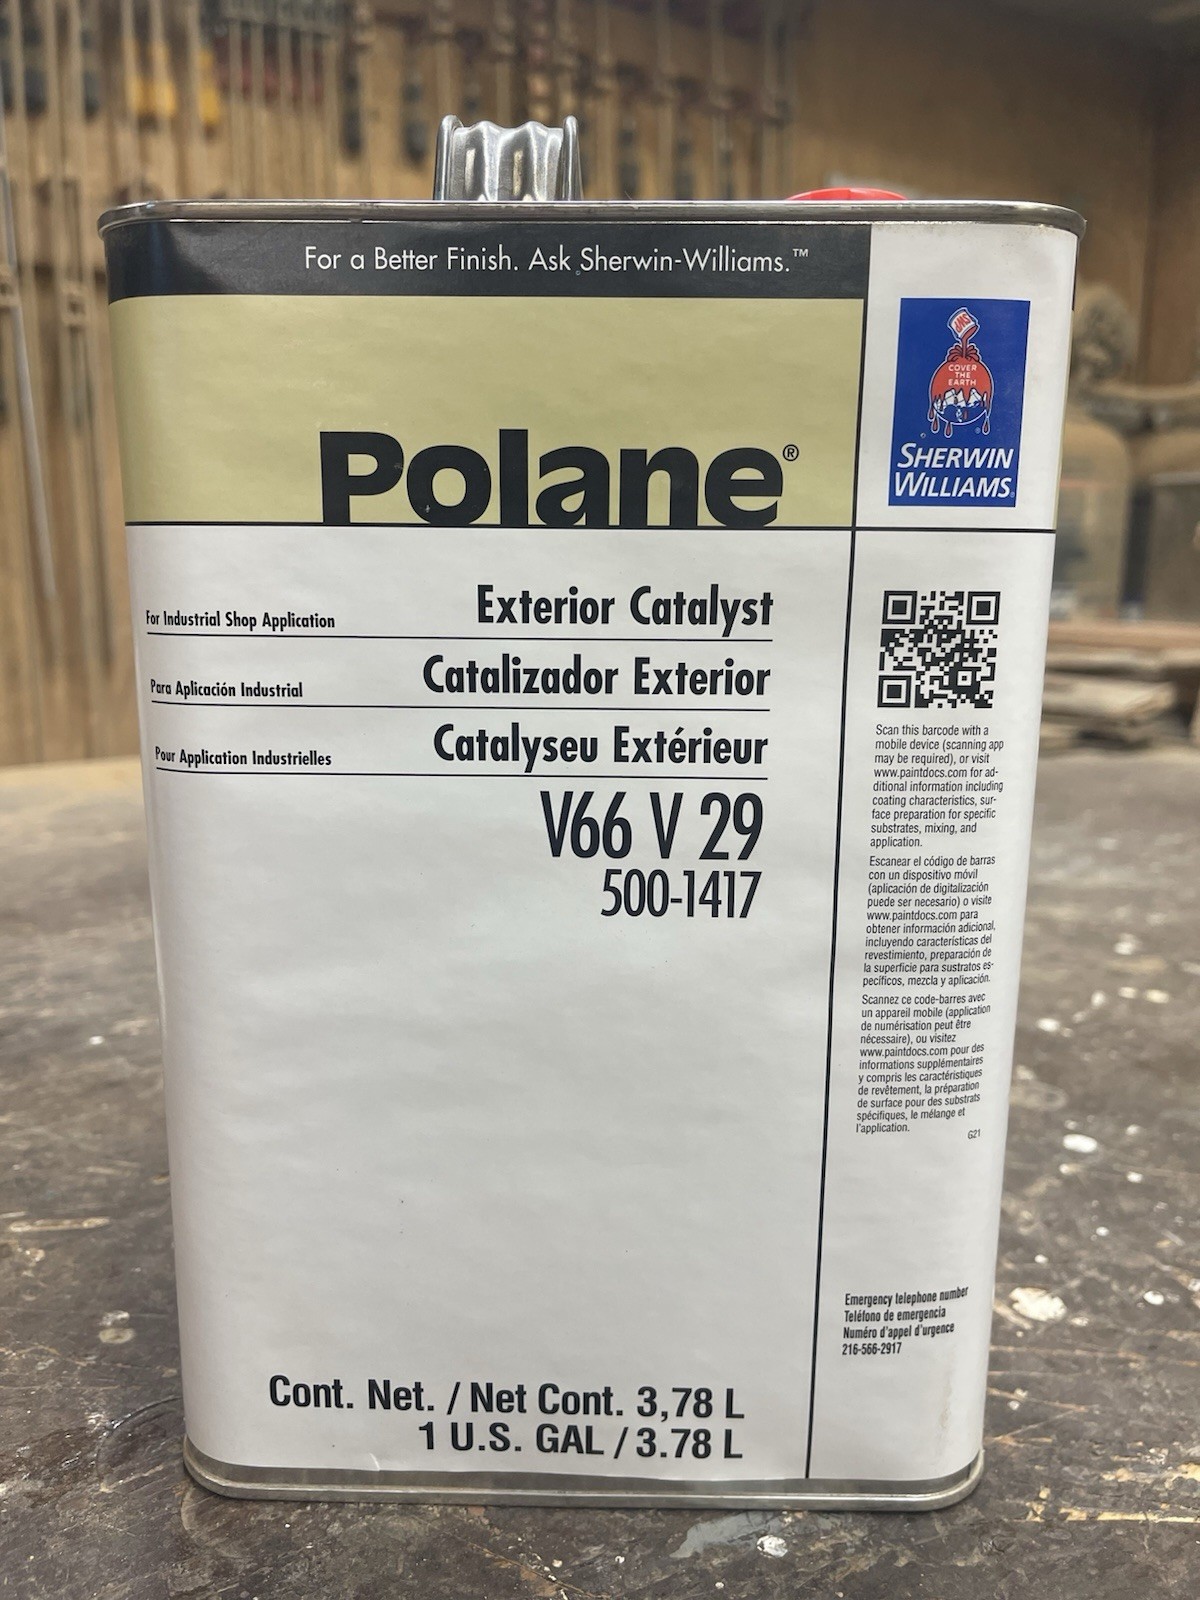 For a Better Finish. Ask Sherwin-Williams.™
SWP
COVER
THE
EARTH
SHERWIN
WILLIAMS®
Polane®
For Industrial Shop Application
Exterior Catalyst
Para Aplicación Industrial
Catalizador Exterior
Pour Application Industrielles
Catalyseu Extérieur
V66 V 29
500-1417
Scan this barcode with a
mobile device (scanning app
may be required), or visit
www.paintdocs.com for ad-
ditional information including
coating characteristics, sur-
face preparation for specific
substrates, mixing, and
application.
Escanear el código de barras
con un dispositivo móvil
(aplicación de digitalización
puede ser necesario) o visite
www.paintdocs.com para
obtener información adicional,
incluyendo características del
revestimiento, preparación de
la superficie para sustratos es-
pecíficos, mezcla y aplicación.
Scannez ce code-barres avec
un appareil mobile (application
de numérisation peut être
nécessaire), ou visitez
www.paintdocs.com pour des
informations supplémentaires
y compris les caractéristiques
de revêtement, la préparation
de surface pour des substrats
spécifiques, le mélange et
l'application.
G21
Emergency telephone number
Teléfono de emergencia
Numéro d'appel d'urgence
216-566-2917
Cont. Net. / Net Cont. 3,78 L
1 U.S. GAL / 3.78 L